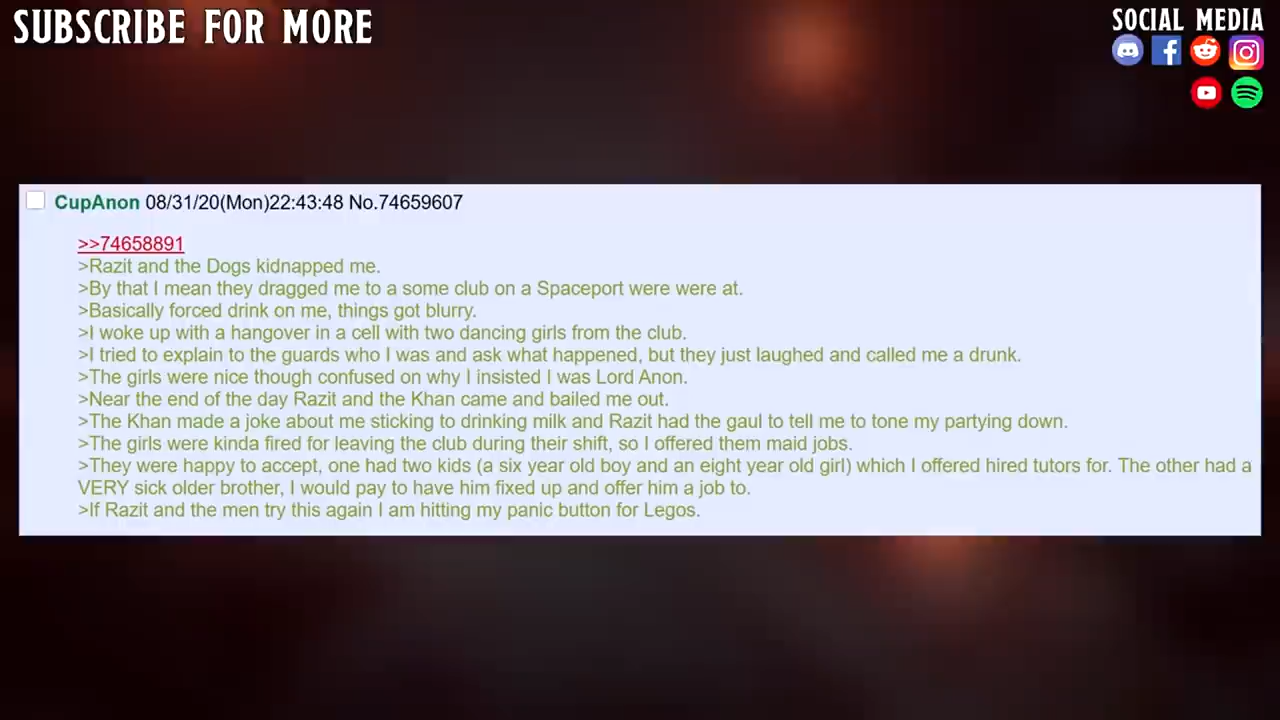 SUBSCRIBE FOR MORE
SOCIAL MEDIA
CupAnon 08/31/20(Mon)22:43:48 No.74659607
>>74658891
>Razit and the Dogs kidnapped me.
>By that I mean they dragged me to a some club on a Spaceport were were at.
>Basically forced drink on me, things got blurry.
>I woke up with a hangover in a cell with two dancing girls from the club.
>I tried to explain to the guards who I was and ask what happened, but they just laughed and called me a drunk.
>The girls were nice though confused on why I insisted I was Lord Anon.
>Near the end of the day Razit and the Khan came and bailed me out.
>The Khan made a joke about me sticking to drinking milk and Razit had the gaul to tell me to tone my partying down.
>The girls were kinda fired for leaving the club during their shift, so I offered them maid jobs.
>They were happy to accept, one had two kids (a six year old boy and an eight year old girl) which I offered hired tutors for. The other had a
VERY sick older brother, I would pay to have him fixed up and offer him a job to.
>If Razit and the men try this again I am hitting my panic button for Legos.